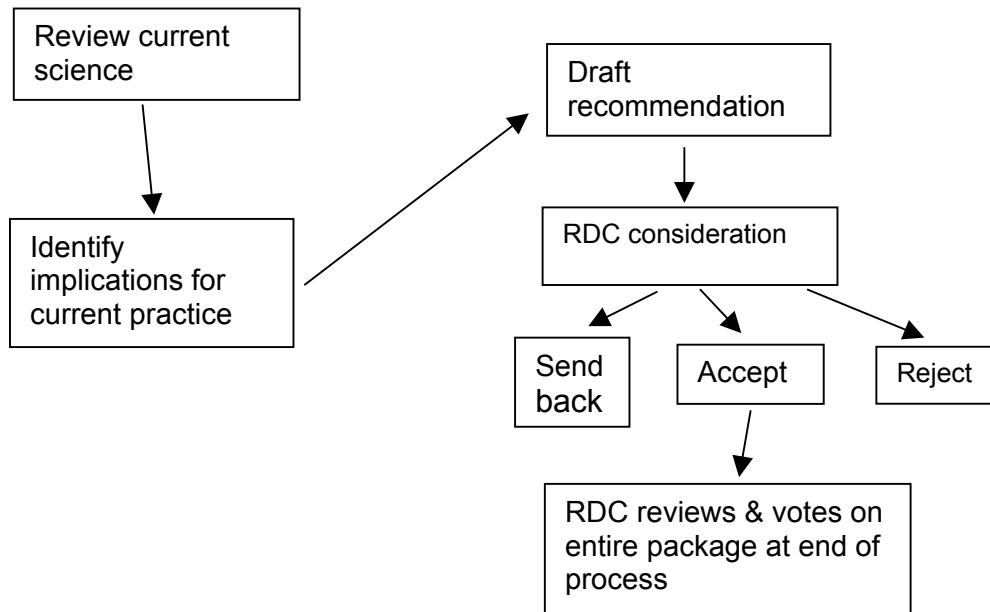 Review current
science
Identify
implications for
current practice
Draft
recommendation
RDC consideration
Send
back
Accept
Reject
RDC reviews & votes on
entire package at end of
process